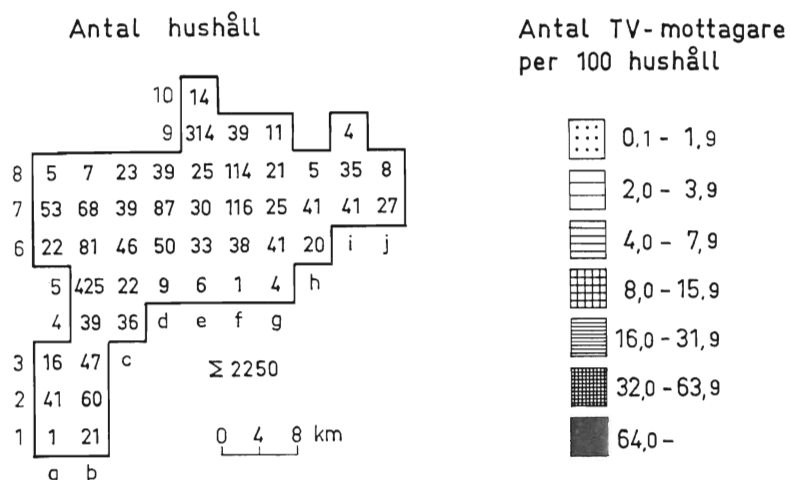 Antal hushåll
10 14
9 314 39 11 4
8 5 7 23 39 25 114 21 5 35 8
7 53 68 39 87 30 116 25 41 41 27
6 22 81 46 50 33 38 41 20 i j
5 425 22 9 6 1 4 h
4 39 36 d e f g
3 16 47 c Σ 2250
2 41 60
1 1 21 0 4 8 km
a b
Antal TV-mottagare
per 100 hushåll
0,1 - 1,9
2,0 - 3,9
4,0 - 7,9
8,0 - 15,9
16,0 - 31,9
32,0 - 63,9
64,0 -